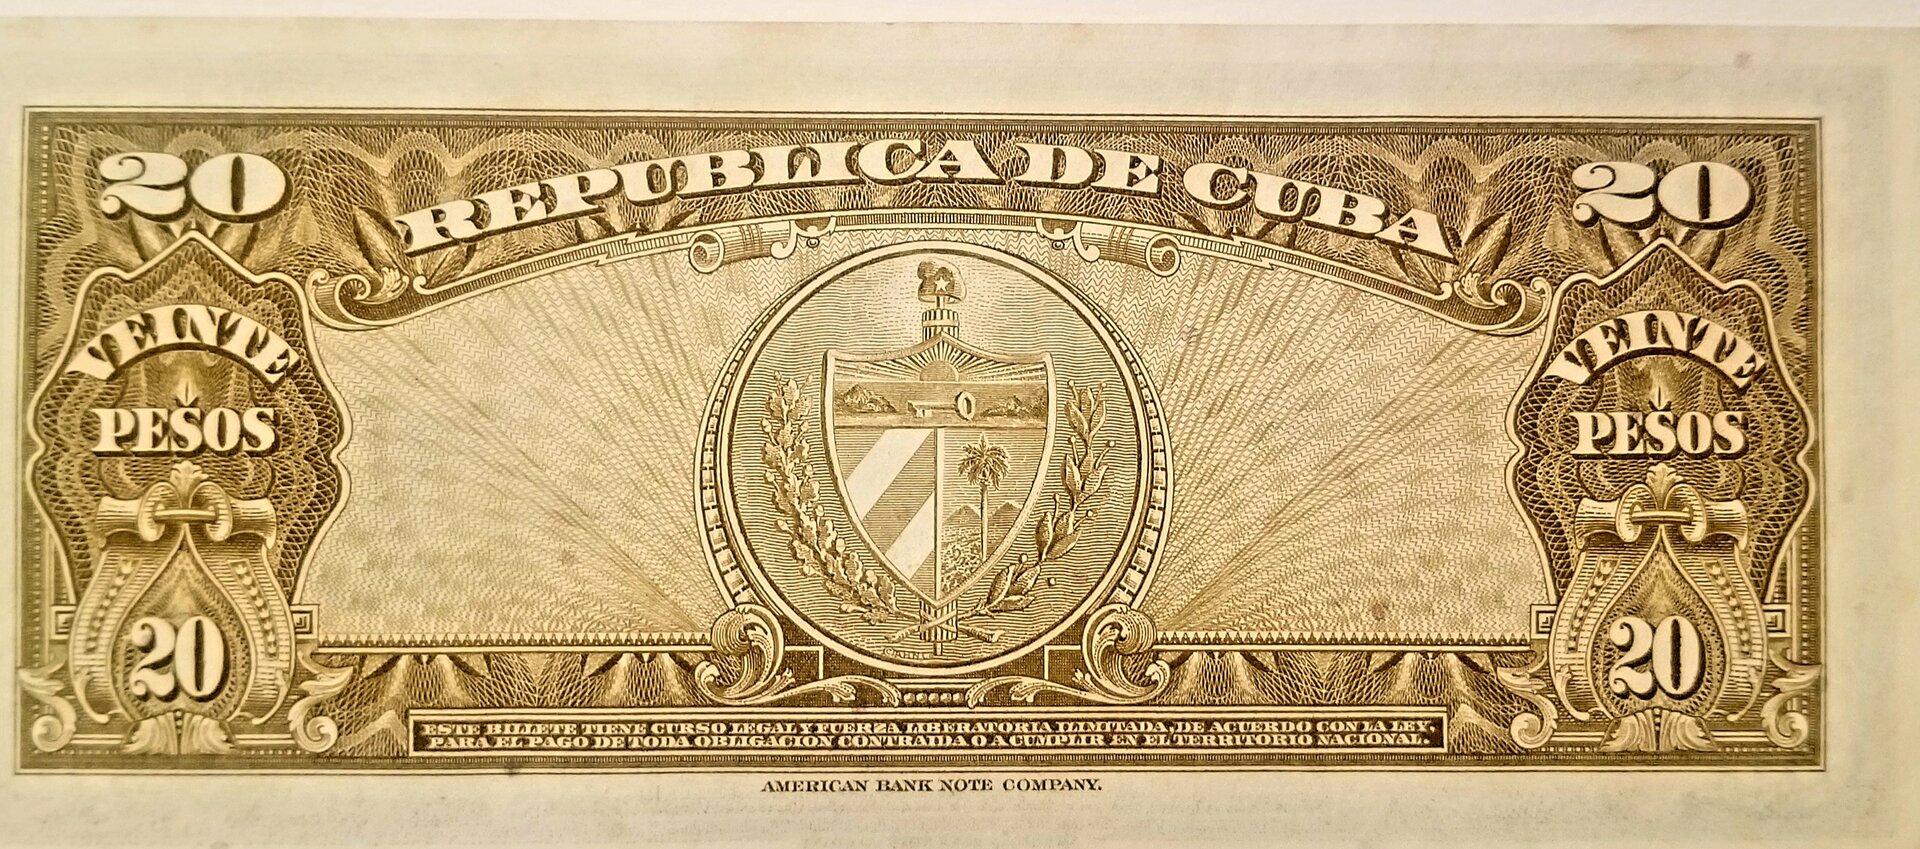 20 REPUBLICA DE CUBA 20
VEINTE
PESOS
20
VEINTE
PESOS
20
ESTE BILLETE TIENE CURSO LEGAL Y FUERZA LIBERATORIA ILIMITADA, DE ACUERDO CON LA LEY,
PARA EL PAGO DE TODA OBLIGACION CONTRAIDA O A CUMPLIR EN EL TERRITORIO NACIONAL.
AMERICAN BANK NOTE COMPANY.